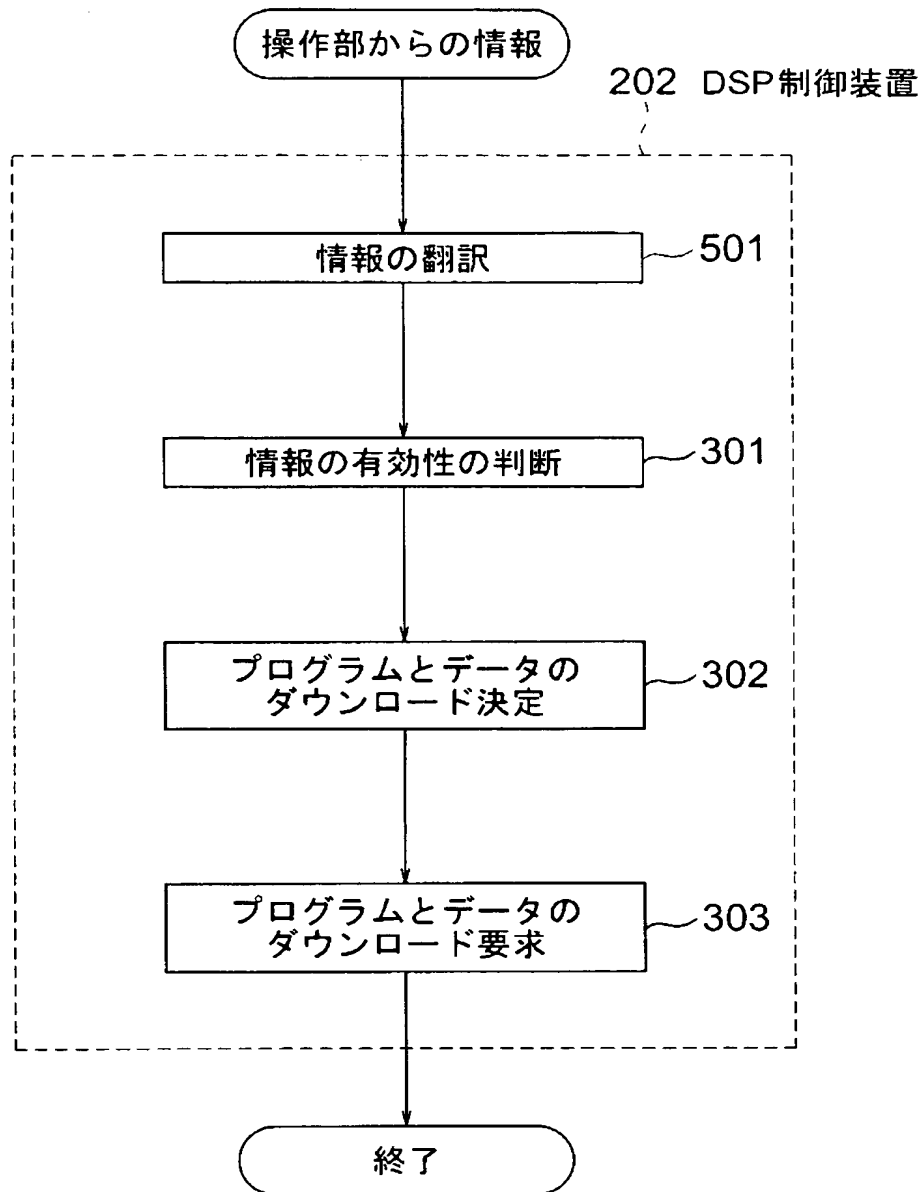 操作部からの情報
202 DSP制御装置
情報の翻訳
501
情報の有効性の判断
301
プログラムとデータの
ダウンロード決定
302
プログラムとデータの
ダウンロード要求
303
終了